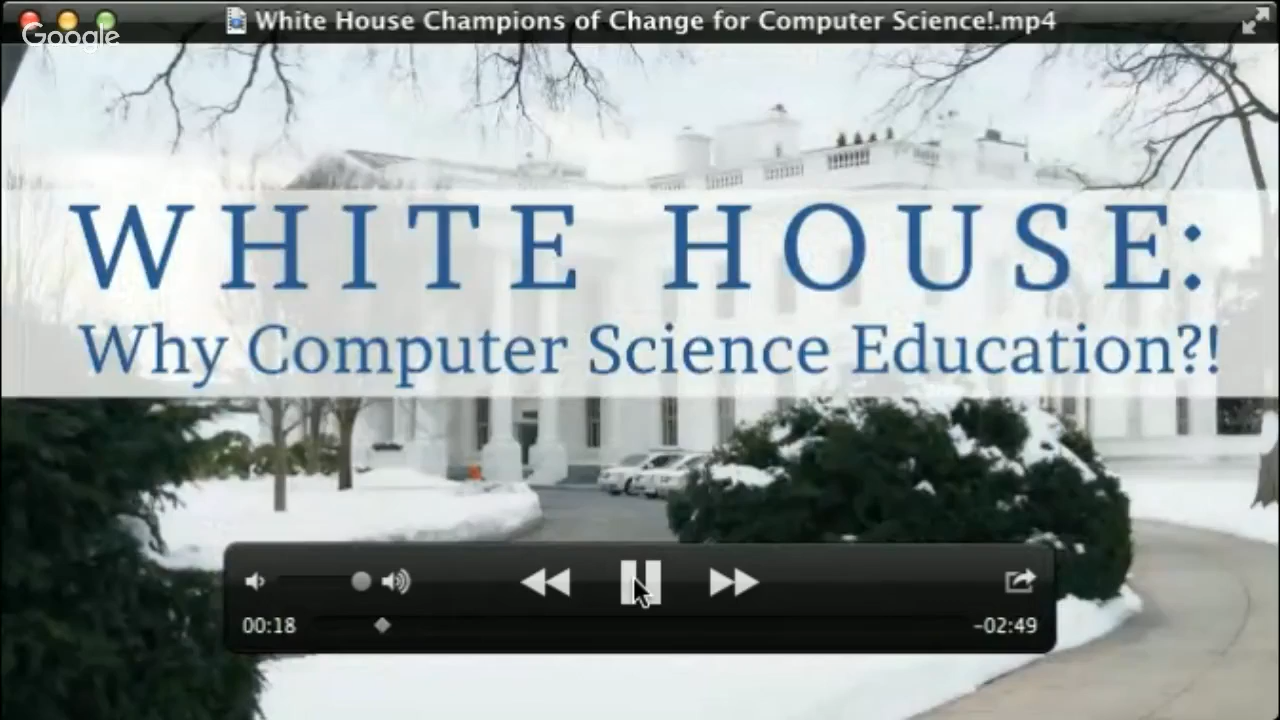 White House Champions of Change for Computer Science!.mp4
Google
WHITE HOUSE:
Why Computer Science Education?!
00:18
-02:49